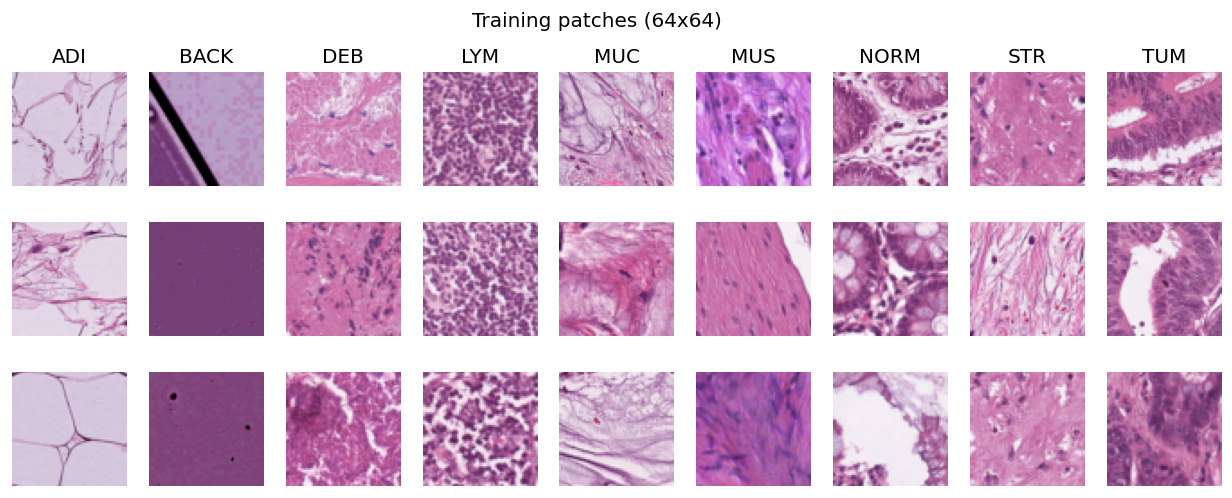 Training patches (64x64)
ADI BACK DEB LYM MUC MUS NORM STR TUM